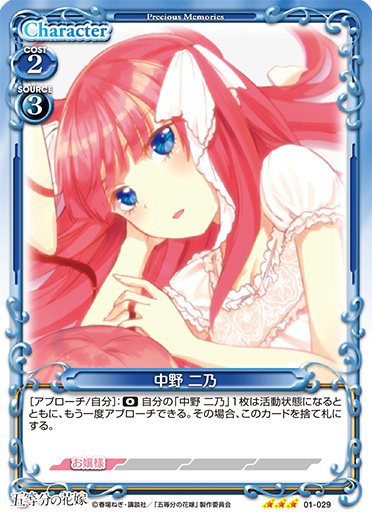 Precious Memories
Character
COST
2
SOURCE
3
中野 二乃
[アプローチ/自分]：0 自分の「中野 二乃」1枚は活動状態になると
ともに、もう一度アプローチできる。その場合、このカードを捨て札に
する。
お嬢様
五等分の花嫁
©春場ねぎ・講談社／「五等分の花嫁」製作委員会
01-029